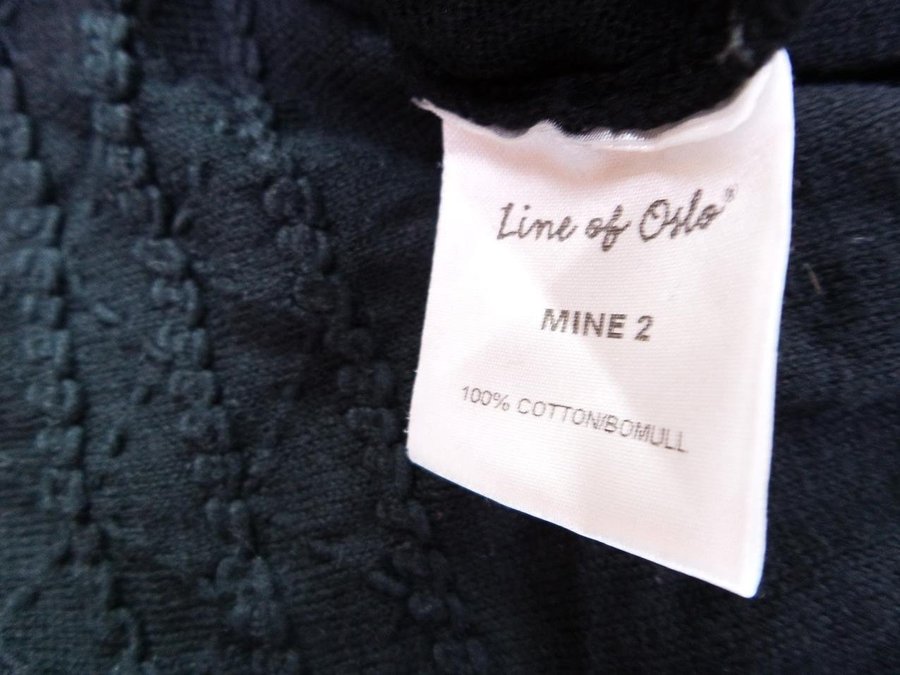 Line of Oslo®
MINE 2
100% COTTON/BOMULL